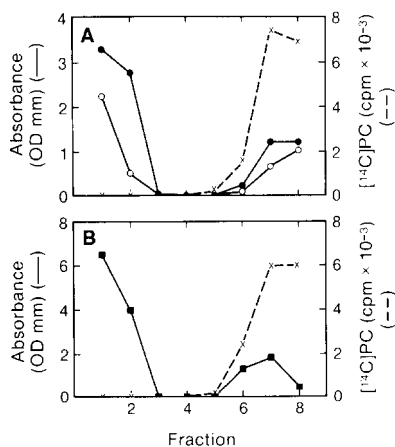 A
4
3
2
1
0
Absorbance
(OD mm) (—)
8
6
4
2
0
[¹⁴C]PC (cpm × 10⁻³)
(– –)
B
6
4
2
0
Absorbance
(OD mm) (—)
8
6
4
2
0
[¹⁴C]PC (cpm × 10⁻³)
(– –)
2 4 6 8
Fraction